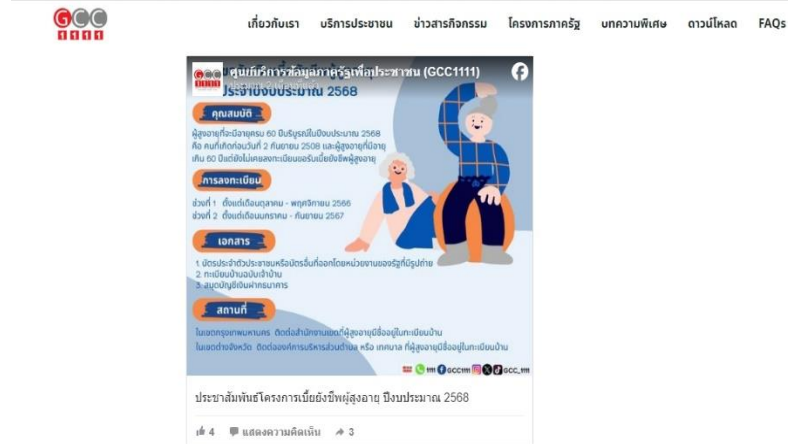 GCC
1111
เกี่ยวกับเรา บริการประชาชน ข่าวสารกิจกรรม โครงการภาครัฐ บทความพิเศษ ดาวน์โหลด FAQs
ศูนย์บริการข้อมูลภาครัฐเพื่อประชาชน (GCC1111)
ประจำปีงบประมาณ 2568
คุณสมบัติ
ผู้สูงอายุที่จะมีอายุครบ 60 ปีบริบูรณ์ในปีงบประมาณ 2568
คือ คนที่เกิดก่อนวันที่ 2 กันยายน 2508 และผู้สูงอายุที่มีอายุ
เกิน 60 ปีแต่ยังไม่เคยลงทะเบียนขอรับเบี้ยยังชีพผู้สูงอายุ
การลงทะเบียน
ช่วงที่ 1 ตั้งแต่เดือนตุลาคม - พฤศจิกายน 2566
ช่วงที่ 2 ตั้งแต่เดือนมกราคม - กันยายน 2567
เอกสาร
1. บัตรประจำตัวประชาชนหรือบัตรอื่นที่ออกโดยหน่วยงานของรัฐที่มีรูปถ่าย
2. ทะเบียนบ้านฉบับเจ้าบ้าน
3. สมุดบัญชีเงินฝากธนาคาร
สถานที่
ในเขตกรุงเทพมหานคร ติดต่อสำนักงานเขตที่ผู้สูงอายุมีชื่ออยู่ในทะเบียนบ้าน
ในเขตต่างจังหวัด ติดต่อองค์การบริหารส่วนตำบล หรือ เทศบาล ที่ผู้สูงอายุมีชื่ออยู่ในทะเบียนบ้าน
1111 GCC1111 GCC_1111
ประชาสัมพันธ์โครงการเบี้ยยังชีพผู้สูงอายุ ปีงบประมาณ 2568
4 แสดงความคิดเห็น 3